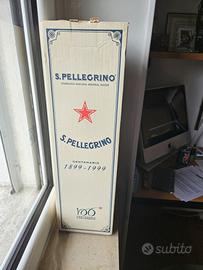 S.PELLEGRINO
S.PELLEGRINO
CENTENARIO
1899-1999
100
subito